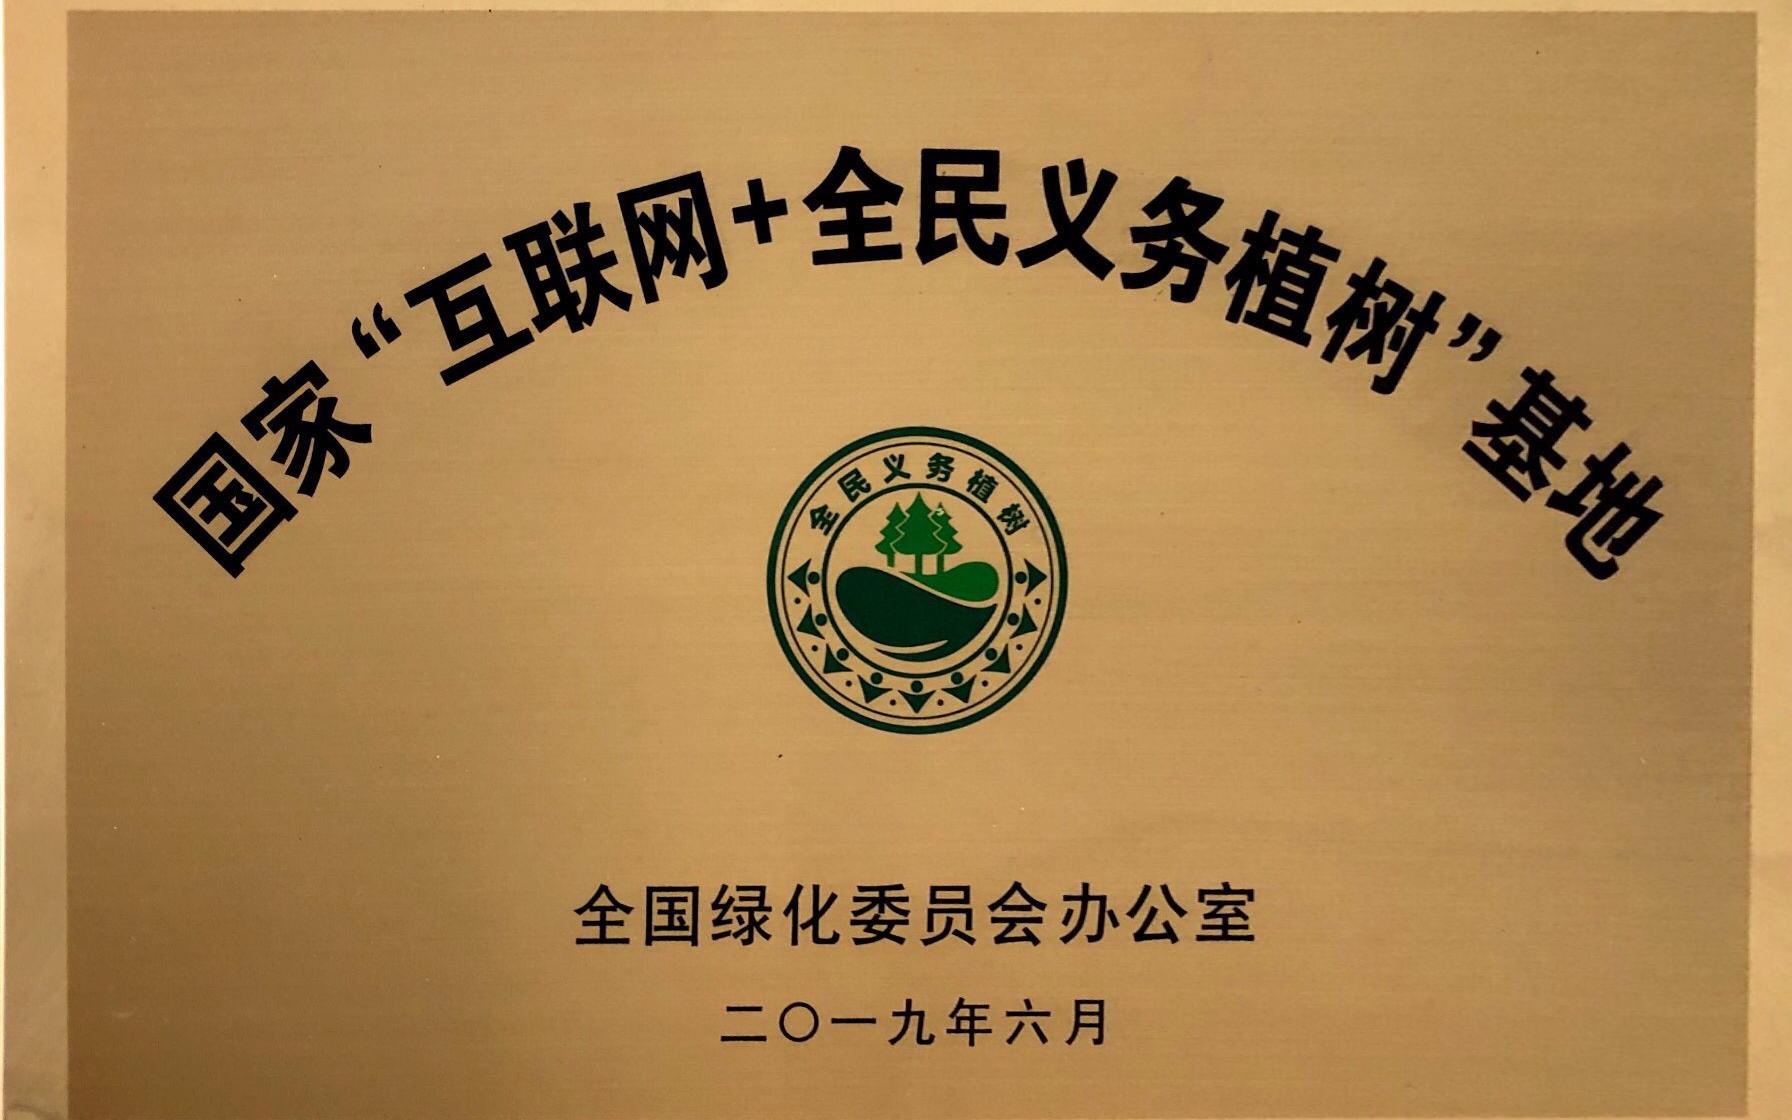 国家“互联网+全民义务植树”基地
全民义务植树
全国绿化委员会办公室
二〇一九年六月